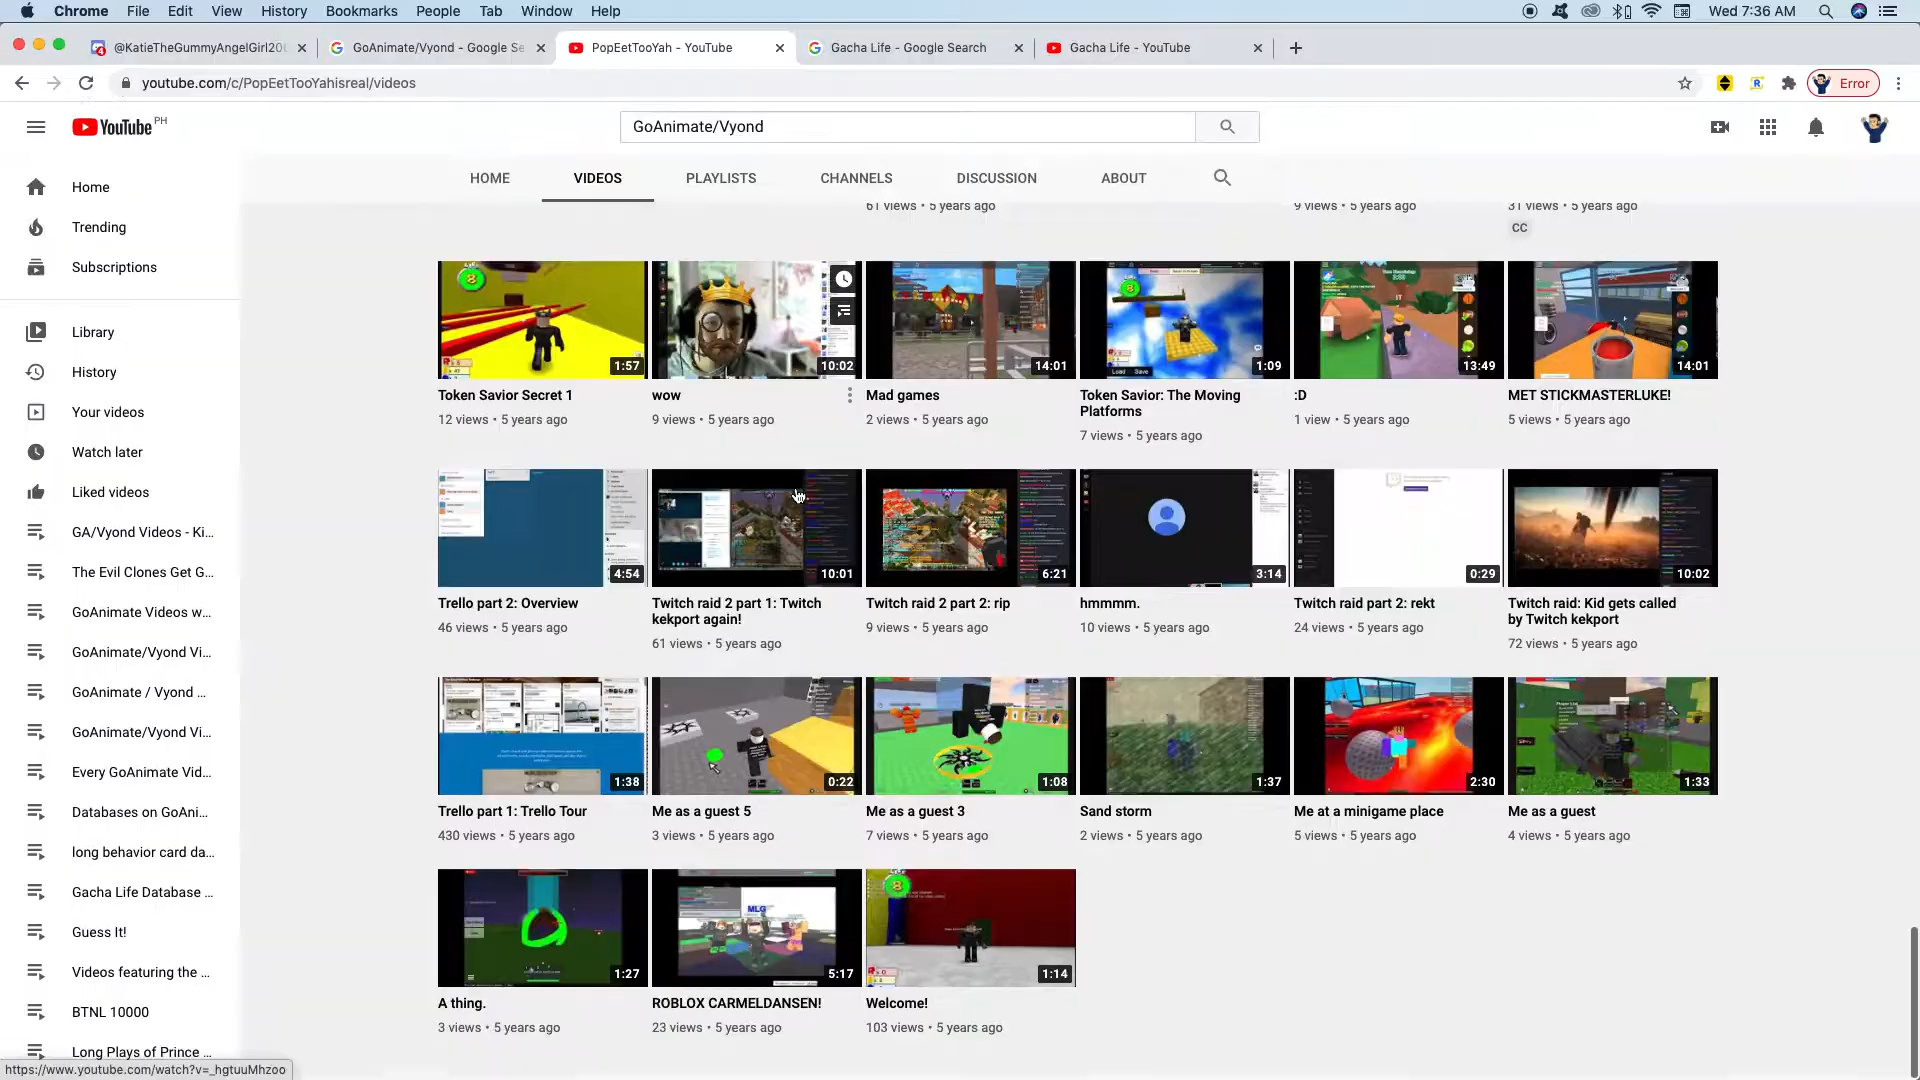 Chrome File Edit View History Bookmarks People Tab Window Help Wed 7:36 AM
@KatieTheGummyAngelGirl20 GoAnimate/Vyond - Google Se PopEetTooYah - YouTube Gacha Life - Google Search Gacha Life - YouTube
youtube.com/c/PopEetTooYahisreal/videos Error
YouTube PH GoAnimate/Vyond
HOME VIDEOS PLAYLISTS CHANNELS DISCUSSION ABOUT
Home
Trending
Subscriptions
Library
History
Your videos
Watch later
Liked videos
GA/Vyond Videos - Ki...
The Evil Clones Get G...
GoAnimate Videos w...
GoAnimate/Vyond Vi...
GoAnimate / Vyond ...
GoAnimate/Vyond Vi...
Every GoAnimate Vid...
Databases on GoAni...
long behavior card da...
Gacha Life Database ...
Guess It!
Videos featuring the ...
BTNL 10000
Long Plays of Prince ...
61 views • 5 years ago 9 views • 5 years ago 31 views • 5 years ago
CC
1:57 10:02 14:01 1:09 13:49 14:01
Token Savior Secret 1
12 views • 5 years ago
wow
9 views • 5 years ago
Mad games
2 views • 5 years ago
Token Savior: The Moving
Platforms
7 views • 5 years ago
:D
1 view • 5 years ago
MET STICKMASTERLUKE!
5 views • 5 years ago
4:54 10:01 6:21 3:14 0:29 10:02
Trello part 2: Overview
46 views • 5 years ago
Twitch raid 2 part 1: Twitch
kekport again!
61 views • 5 years ago
Twitch raid 2 part 2: rip
9 views • 5 years ago
hmmmm.
10 views • 5 years ago
Twitch raid part 2: rekt
24 views • 5 years ago
Twitch raid: Kid gets called
by Twitch kekport
72 views • 5 years ago
1:38 0:22 1:08 1:37 2:30 1:33
Trello part 1: Trello Tour
430 views • 5 years ago
Me as a guest 5
3 views • 5 years ago
Me as a guest 3
7 views • 5 years ago
Sand storm
2 views • 5 years ago
Me at a minigame place
5 views • 5 years ago
Me as a guest
4 views • 5 years ago
MLG
1:27 5:17 1:14
A thing.
3 views • 5 years ago
ROBLOX CARMELDANSEN!
23 views • 5 years ago
Welcome!
103 views • 5 years ago
https://www.youtube.com/watch?v=_hgtuuMhzoo